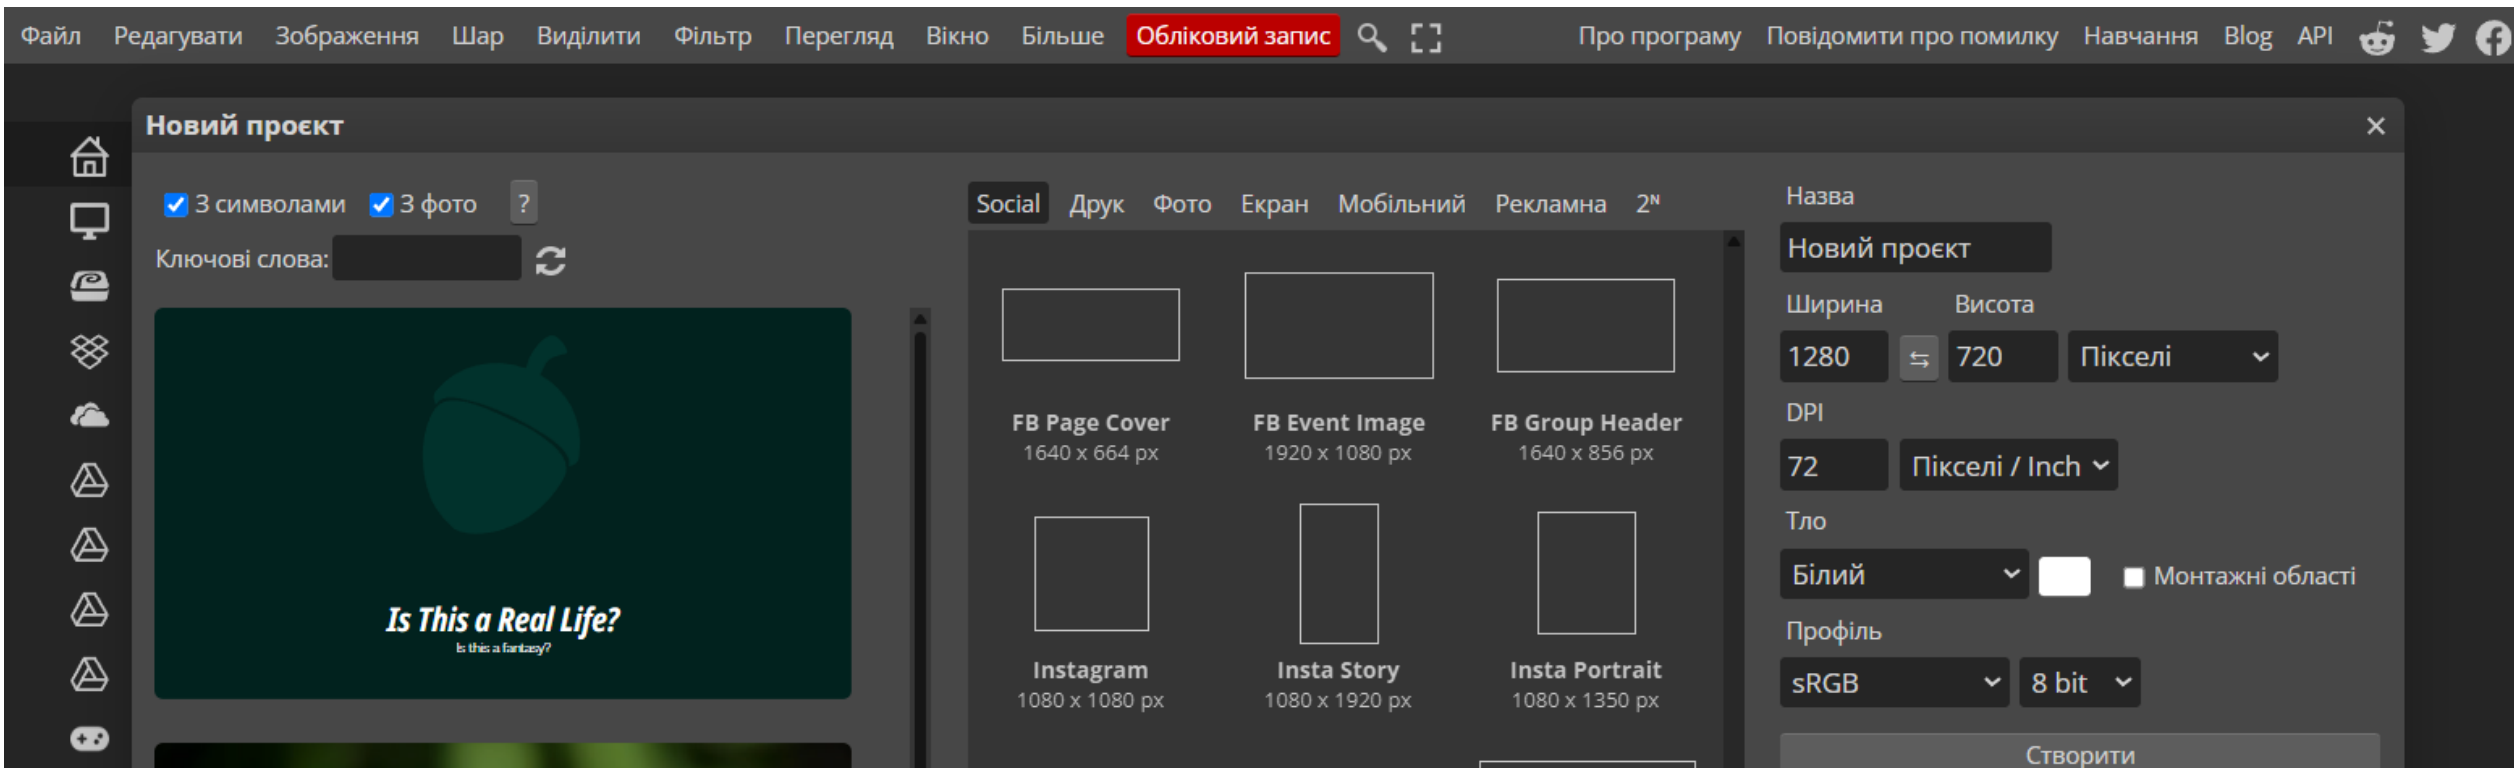 Файл Редагувати Зображення Шар Виділити Фільтр Перегляд Вікно Більше Обліковий запис Про програму Повідомити про помилку Навчання Blog API
Новий проєкт ×
З символами З фото ?
Ключові слова:
Is This a Real Life?
Is this a fantasy?
Social Друк Фото Екран Мобільний Рекламна 2ᴺ
FB Page Cover FB Event Image FB Group Header
1640 x 664 px 1920 x 1080 px 1640 x 856 px
Instagram Insta Story Insta Portrait
1080 x 1080 px 1080 x 1920 px 1080 x 1350 px
Назва
Новий проєкт
Ширина Висота
1280 ⇆ 720 Пікселі
DPI
72 Пікселі / Inch
Тло
Білий Монтажні області
Профіль
sRGB 8 bit
Створити